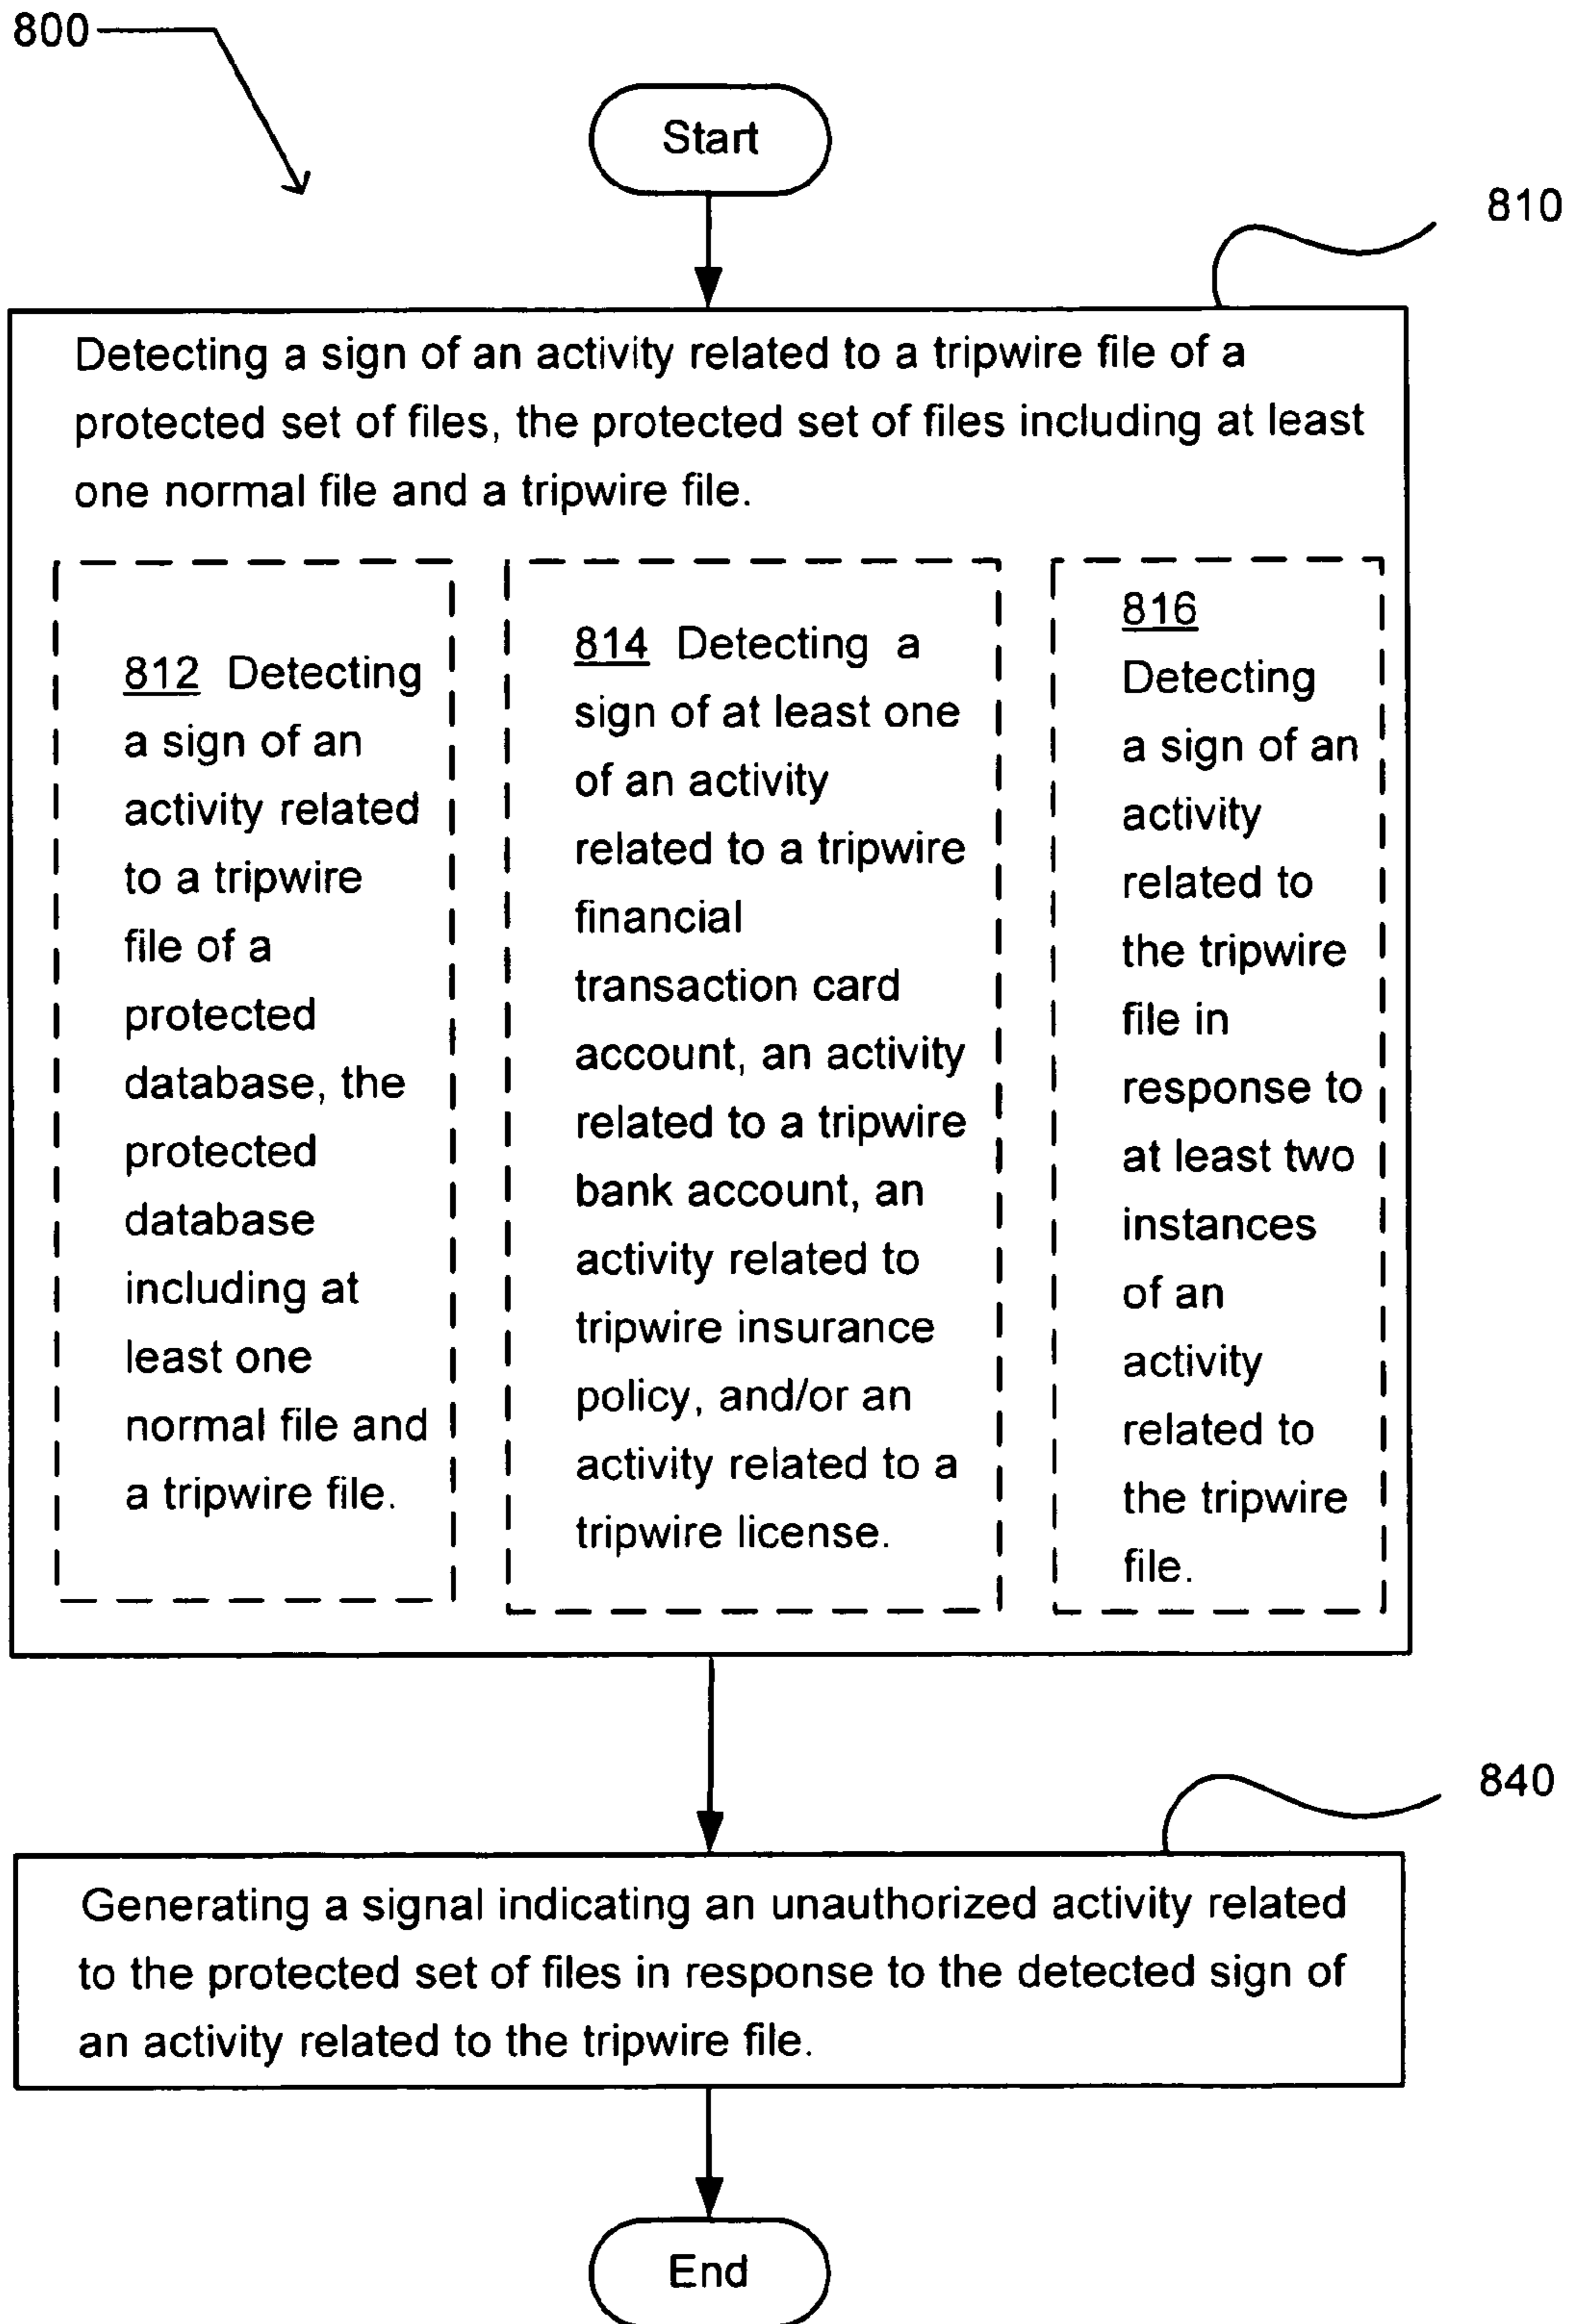 800
Start
810
Detecting a sign of an activity related to a tripwire file of a
protected set of files, the protected set of files including at least
one normal file and a tripwire file.
812 Detecting
a sign of an
activity related
to a tripwire
file of a
protected
database, the
protected
database
including at
least one
normal file and
a tripwire file.
814 Detecting a
sign of at least one
of an activity
related to a tripwire
financial
transaction card
account, an activity
related to a tripwire
bank account, an
activity related to
tripwire insurance
policy, and/or an
activity related to a
tripwire license.
816
Detecting
a sign of an
activity
related to
the tripwire
file in
response to
at least two
instances
of an
activity
related to
the tripwire
file.
840
Generating a signal indicating an unauthorized activity related
to the protected set of files in response to the detected sign of
an activity related to the tripwire file.
End